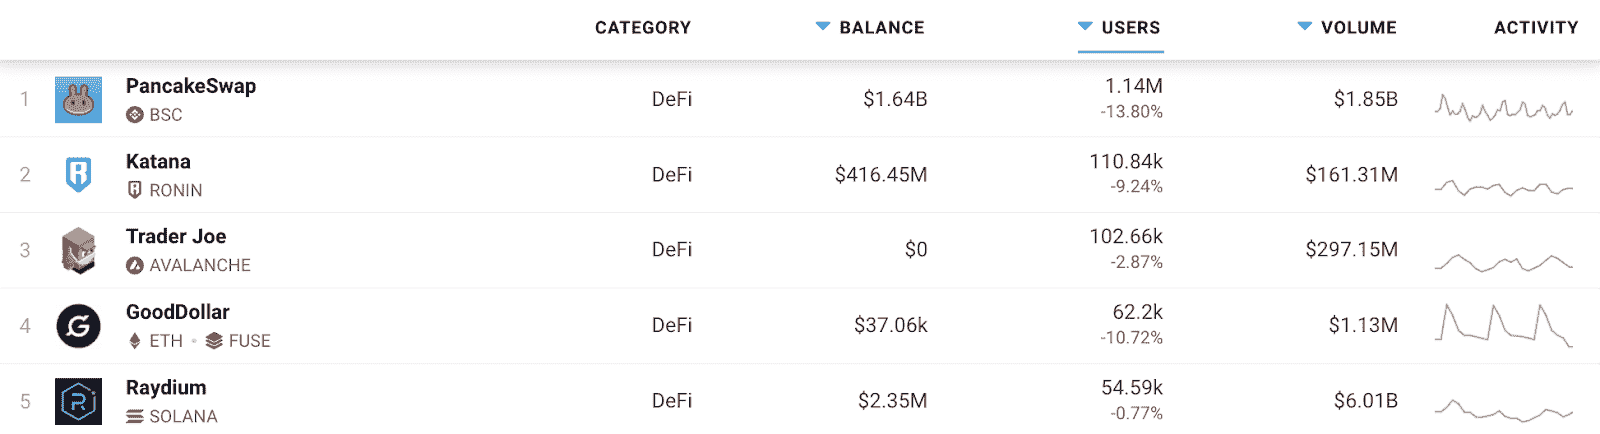 CATEGORY BALANCE USERS VOLUME ACTIVITY
1 PancakeSwap DeFi $1.64B 1.14M $1.85B
BSC -13.80%
2 Katana DeFi $416.45M 110.84k $161.31M
RONIN -9.24%
3 Trader Joe DeFi $0 102.66k $297.15M
AVALANCHE -2.87%
4 GoodDollar DeFi $37.06k 62.2k $1.13M
ETH • FUSE -10.72%
5 Raydium DeFi $2.35M 54.59k $6.01B
SOLANA -0.77%